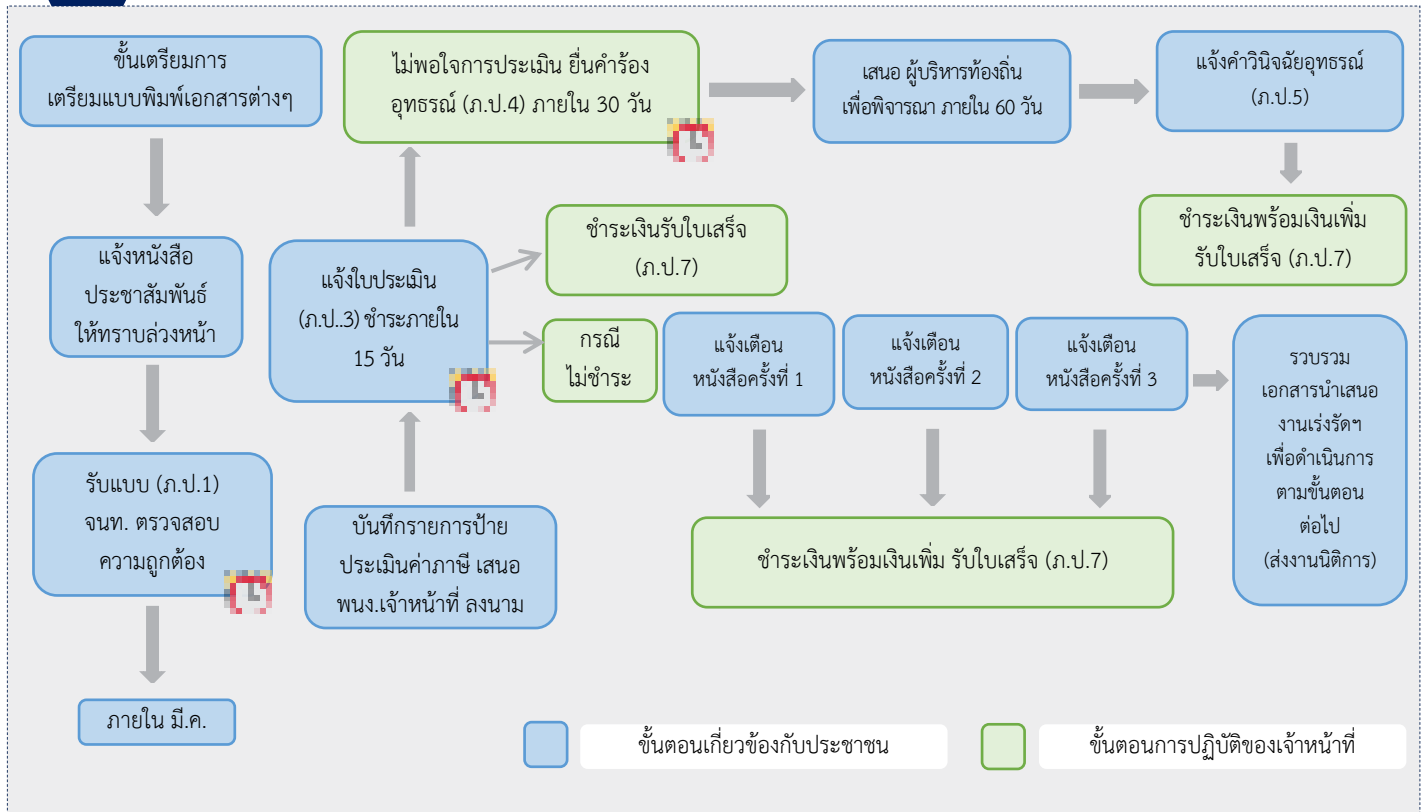 ขั้นเตรียมการ
เตรียมแบบพิมพ์เอกสารต่างๆ
แจ้งหนังสือ
ประชาสัมพันธ์
ให้ทราบล่วงหน้า
รับแบบ (ภ.ป.1)
จนท. ตรวจสอบ
ความถูกต้อง
ภายใน มี.ค.
ไม่พอใจการประเมิน ยื่นคำร้อง
อุทธรณ์ (ภ.ป.4) ภายใน 30 วัน
แจ้งใบประเมิน
(ภ.ป..3) ชำระภายใน
15 วัน
บันทึกรายการป้าย
ประเมินค่าภาษี เสนอ
พนง.เจ้าหน้าที่ ลงนาม
เสนอ ผู้บริหารท้องถิ่น
เพื่อพิจารณา ภายใน 60 วัน
แจ้งคำวินิจฉัยอุทธรณ์
(ภ.ป.5)
ชำระเงินพร้อมเงินเพิ่ม
รับใบเสร็จ (ภ.ป.7)
ชำระเงินรับใบเสร็จ
(ภ.ป.7)
กรณี
ไม่ชำระ
แจ้งเตือน
หนังสือครั้งที่ 1
แจ้งเตือน
หนังสือครั้งที่ 2
แจ้งเตือน
หนังสือครั้งที่ 3
รวบรวม
เอกสารนำเสนอ
งานเร่งรัดฯ
เพื่อดำเนินการ
ตามขั้นตอน
ต่อไป
(ส่งงานนิติการ)
ชำระเงินพร้อมเงินเพิ่ม รับใบเสร็จ (ภ.ป.7)
ขั้นตอนเกี่ยวข้องกับประชาชน
ขั้นตอนการปฏิบัติของเจ้าหน้าที่